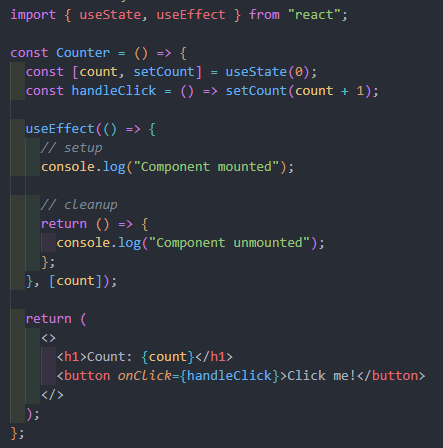 import { useState, useEffect } from "react";
const Counter = () => {
const [count, setCount] = useState(0);
const handleClick = () => setCount(count + 1);
useEffect(() => {
// setup
console.log("Component mounted");
// cleanup
return () => {
console.log("Component unmounted");
};
}, [count]);
return (
<>
<h1>Count: {count}</h1>
<button onClick={handleClick}>Click me!</button>
</>
);
};